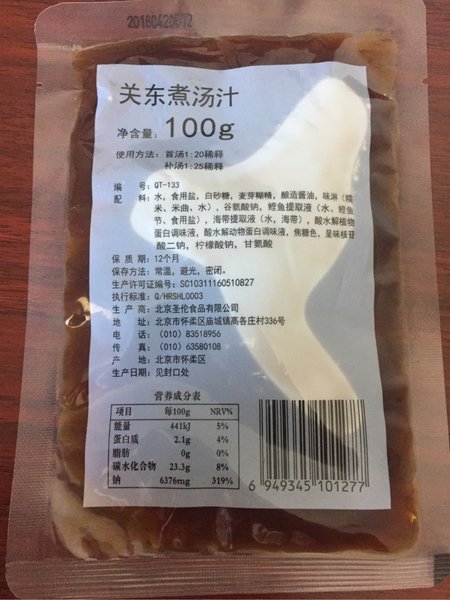 20180420
关东煮汤汁
净含量： 100g
使用方法：首汤1:20稀释
补汤1:25稀释
编 号：QT-133
配 料：水，食用盐，白砂糖，麦芽糊精，酿造酱油，味淋（糯
米、米曲、水），谷氨酸钠，鲣鱼提取液（水、鲣鱼
节、食用盐），海带提取液（水、海带），酸水解植物
蛋白调味液，酸水解动物蛋白调味液，焦糖色，呈味核苷
酸二钠，柠檬酸钠，甘氨酸
保 质 期：12个月
保存方法：常温，避光，密闭。
生产许可证编号：SC10311160510827
执行标准：Q/HRSHL0003
生 产 商：北京圣伦食品有限公司
地 址：北京市怀柔区庙城镇高各庄村336号
电 话：（010）83518956
传 真：（010）63580108
产 地：北京市怀柔区
生产日期：见封口处
营养成分表
项目 每100g NRV%
能量 441kJ 5%
蛋白质 2.1g 4%
脂肪 0g 0%
碳水化合物 23.3g 8%
钠 6376mg 319%
6 949345 101277